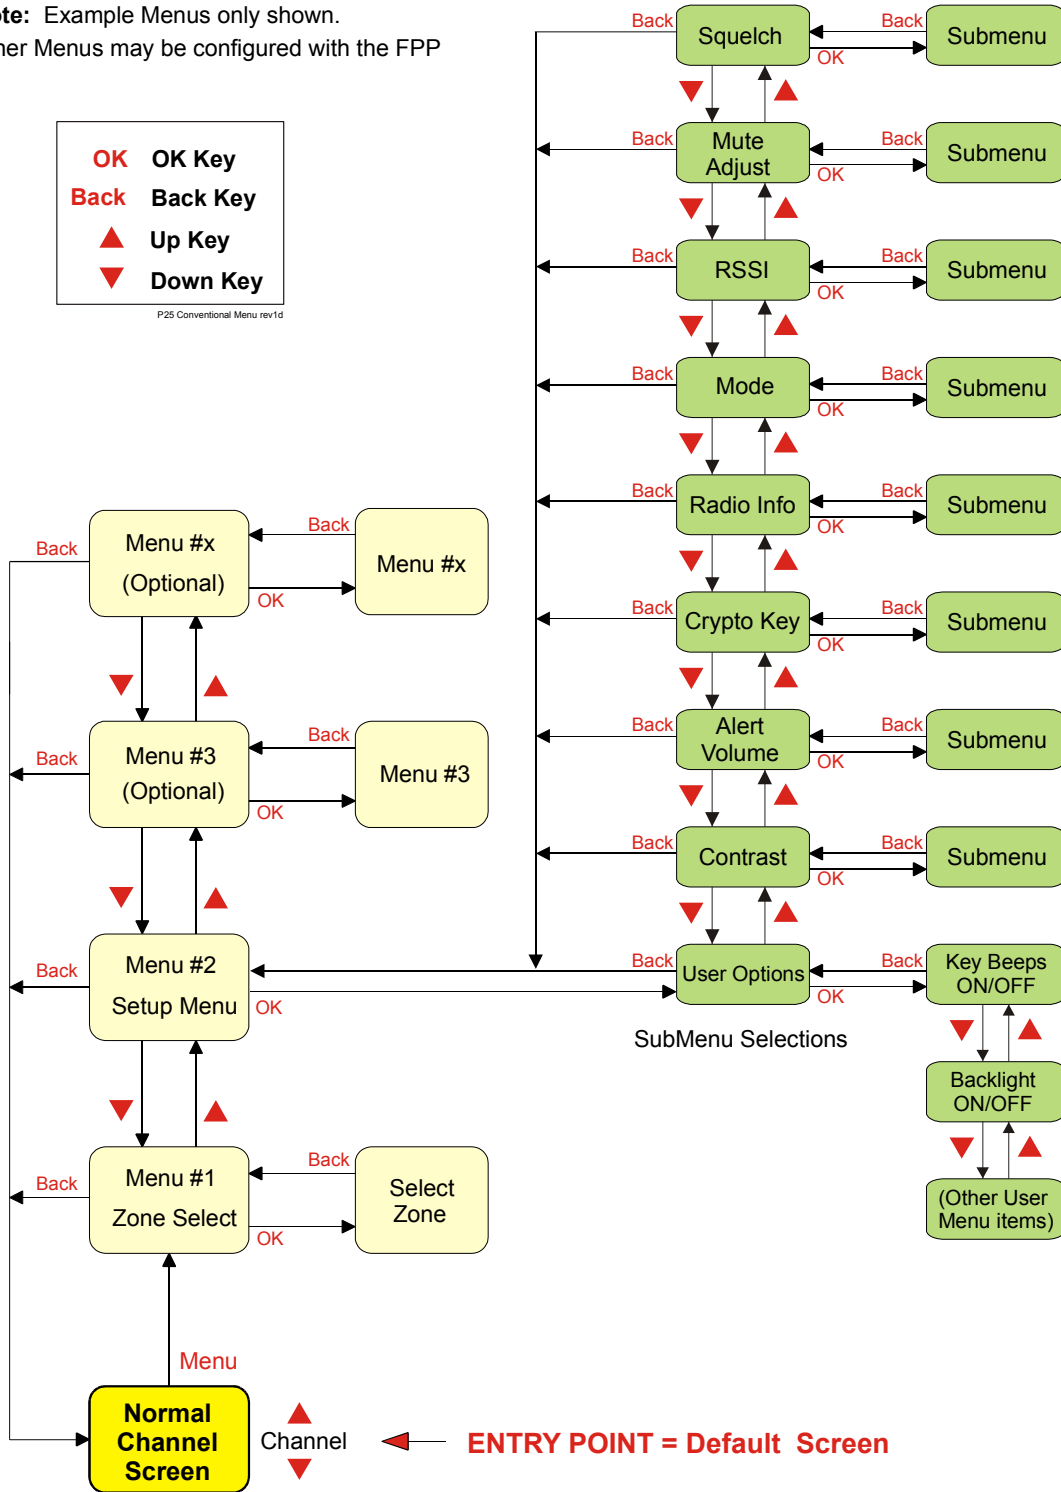 ote: Example Menus only shown.
her Menus may be configured with the FPP
OK OK Key
Back Back Key
Up Key
Down Key
P25 Conventional Menu rev1d
Back Squelch Back OK Submenu
Back Mute Adjust Back OK Submenu
Back RSSI Back OK Submenu
Back Mode Back OK Submenu
Back Radio Info Back OK Submenu
Back Crypto Key Back OK Submenu
Back Alert Volume Back OK Submenu
Back Contrast Back OK Submenu
Back User Options Back OK Key Beeps ON/OFF
SubMenu Selections
Backlight ON/OFF
(Other User Menu items)
Back Menu #x (Optional) Back OK Menu #x
Back Menu #3 (Optional) Back OK Menu #3
Back Menu #2 Setup Menu OK
Back Menu #1 Zone Select Back OK Select Zone
Menu
Normal Channel Screen
Channel
ENTRY POINT = Default Screen